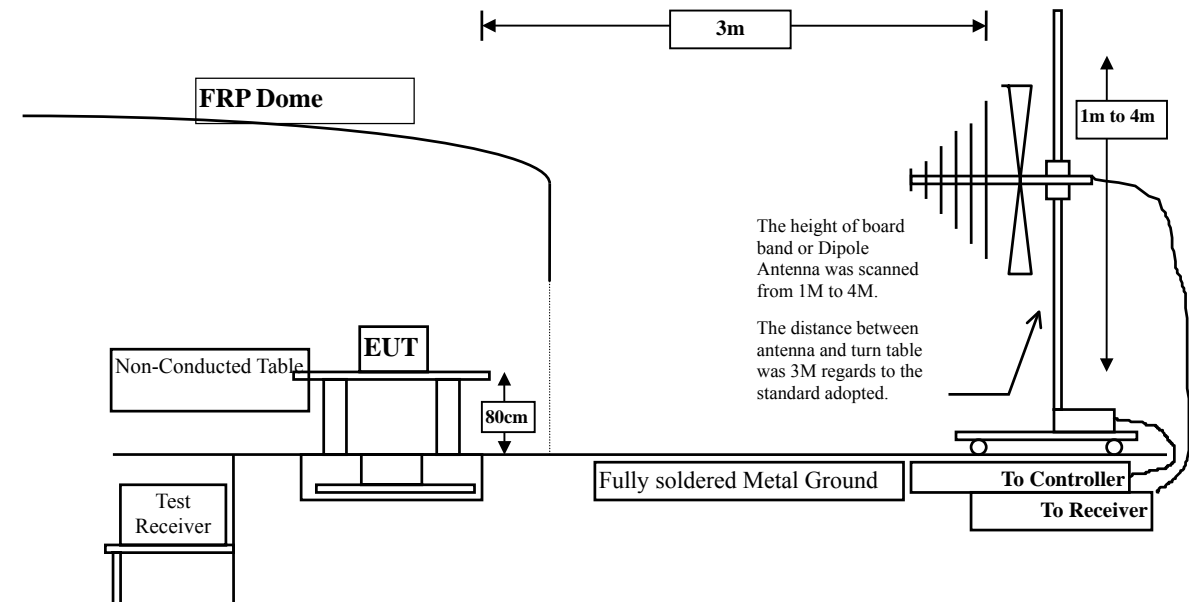 3m
FRP Dome
1m to 4m
The height of board
band or Dipole
Antenna was scanned
from 1M to 4M.
The distance between
antenna and turn table
was 3M regards to the
standard adopted.
EUT
Non-Conducted Table
80cm
Fully soldered Metal Ground
To Controller
To Receiver
Test
Receiver